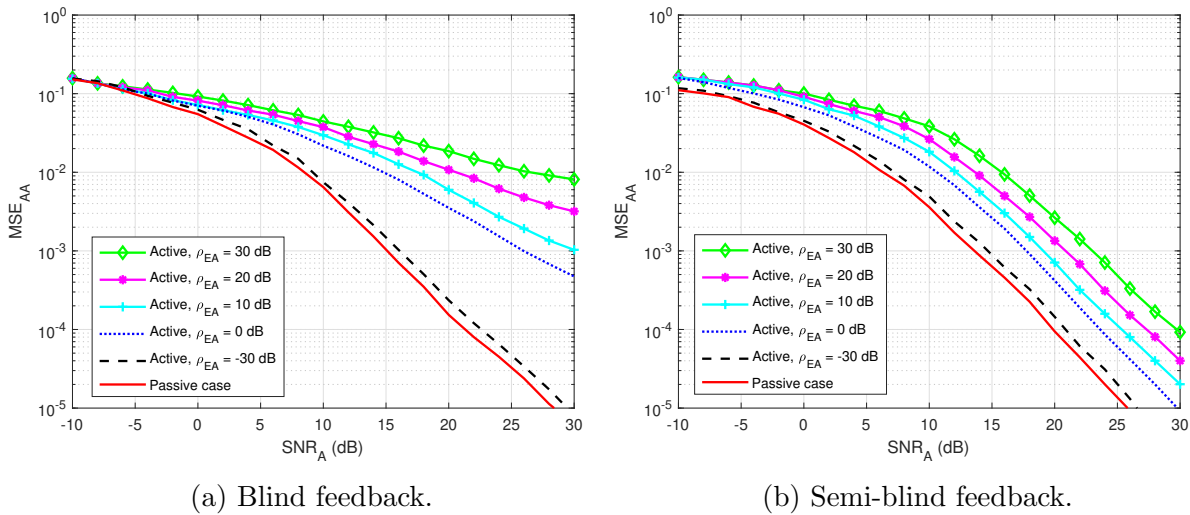 10^0
10^-1
10^-2
10^-3
10^-4
10^-5
MSE_AA
-10 -5 0 5 10 15 20 25 30
SNR_A (dB)
Active, ρ_EA = 30 dB
Active, ρ_EA = 20 dB
Active, ρ_EA = 10 dB
Active, ρ_EA = 0 dB
Active, ρ_EA = -30 dB
Passive case
(a) Blind feedback.
10^0
10^-1
10^-2
10^-3
10^-4
10^-5
MSE_AA
-10 -5 0 5 10 15 20 25 30
SNR_A (dB)
Active, ρ_EA = 30 dB
Active, ρ_EA = 20 dB
Active, ρ_EA = 10 dB
Active, ρ_EA = 0 dB
Active, ρ_EA = -30 dB
Passive case
(b) Semi-blind feedback.